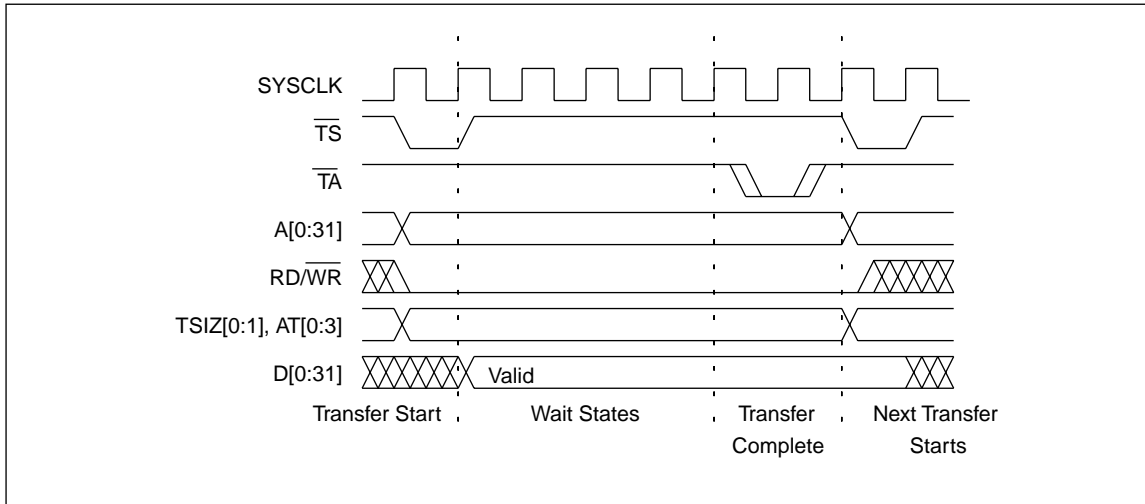 SYSCLK
TS
TA
A[0:31]
RD/WR
TSIZ[0:1], AT[0:3]
D[0:31]
Valid
Transfer Start
Wait States
Transfer
Complete
Next Transfer
Starts